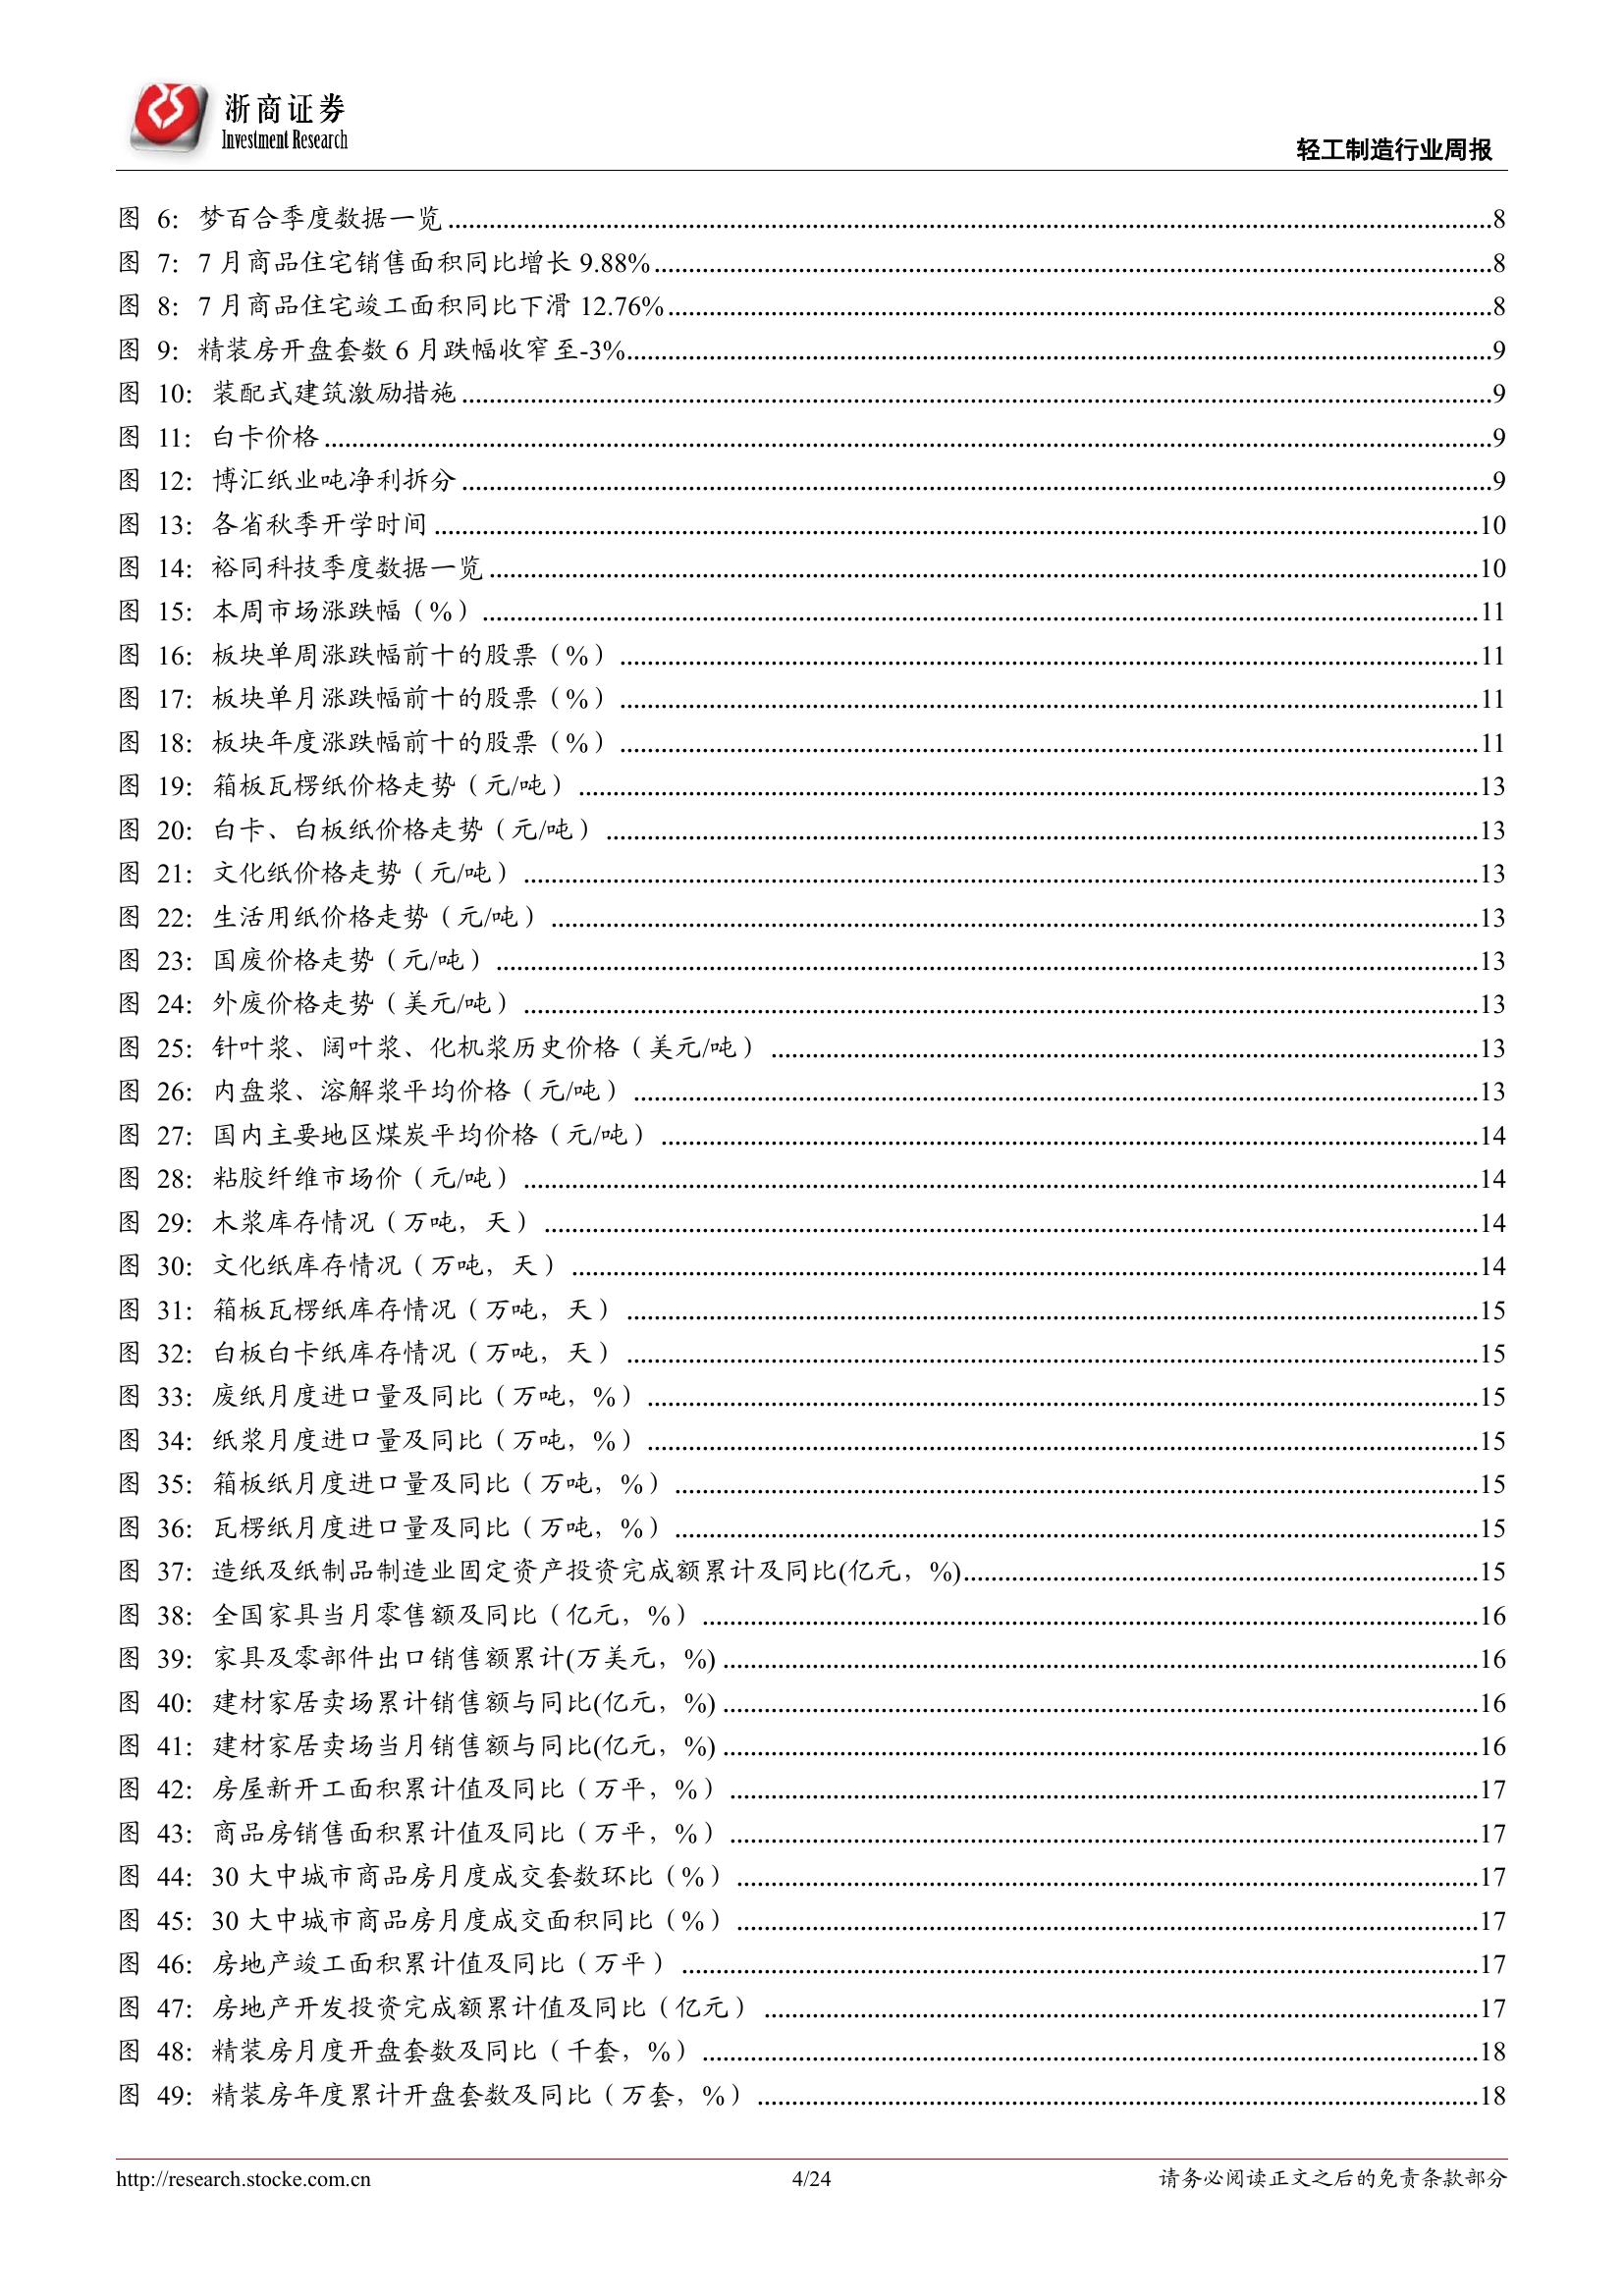 浙商证券
Investment Research
轻工制造行业周报
图 6：梦百合季度数据一览 ........ 8
图 7：7 月商品住宅销售面积同比增长 9.88% ........ 8
图 8：7 月商品住宅竣工面积同比下滑 12.76% ........ 8
图 9：精装房开盘套数 6 月跌幅收窄至-3% ........ 9
图 10：装配式建筑激励措施 ........ 9
图 11：白卡价格 ........ 9
图 12：博汇纸业吨净利拆分 ........ 9
图 13：各省秋季开学时间 ........ 10
图 14：裕同科技季度数据一览 ........ 10
图 15：本周市场涨跌幅（%） ........ 11
图 16：板块单周涨跌幅前十的股票（%） ........ 11
图 17：板块单月涨跌幅前十的股票（%） ........ 11
图 18：板块年度涨跌幅前十的股票（%） ........ 11
图 19：箱板瓦楞纸价格走势（元/吨） ........ 13
图 20：白卡、白板纸价格走势（元/吨） ........ 13
图 21：文化纸价格走势（元/吨） ........ 13
图 22：生活用纸价格走势（元/吨） ........ 13
图 23：国废价格走势（元/吨） ........ 13
图 24：外废价格走势（美元/吨） ........ 13
图 25：针叶浆、阔叶浆、化机浆历史价格（美元/吨） ........ 13
图 26：内盘浆、溶解浆平均价格（元/吨） ........ 13
图 27：国内主要地区煤炭平均价格（元/吨） ........ 14
图 28：粘胶纤维市场价（元/吨） ........ 14
图 29：木浆库存情况（万吨，天） ........ 14
图 30：文化纸库存情况（万吨，天） ........ 14
图 31：箱板瓦楞纸库存情况（万吨，天） ........ 15
图 32：白板白卡纸库存情况（万吨，天） ........ 15
图 33：废纸月度进口量及同比（万吨，%） ........ 15
图 34：纸浆月度进口量及同比（万吨，%） ........ 15
图 35：箱板纸月度进口量及同比（万吨，%） ........ 15
图 36：瓦楞纸月度进口量及同比（万吨，%） ........ 15
图 37：造纸及纸制品制造业固定资产投资完成额累计及同比(亿元，%) ........ 15
图 38：全国家具当月零售额及同比（亿元，%） ........ 16
图 39：家具及零部件出口销售额累计(万美元，%) ........ 16
图 40：建材家居卖场累计销售额与同比(亿元，%) ........ 16
图 41：建材家居卖场当月销售额与同比(亿元，%) ........ 16
图 42：房屋新开工面积累计值及同比（万平，%） ........ 17
图 43：商品房销售面积累计值及同比（万平，%） ........ 17
图 44：30 大中城市商品房月度成交套数环比（%） ........ 17
图 45：30 大中城市商品房月度成交面积同比（%） ........ 17
图 46：房地产竣工面积累计值及同比（万平） ........ 17
图 47：房地产开发投资完成额累计值及同比（亿元） ........ 17
图 48：精装房月度开盘套数及同比（千套，%） ........ 18
图 49：精装房年度累计开盘套数及同比（万套，%） ........ 18
http://research.stocke.com.cn
4/24
请务必阅读正文之后的免责条款部分